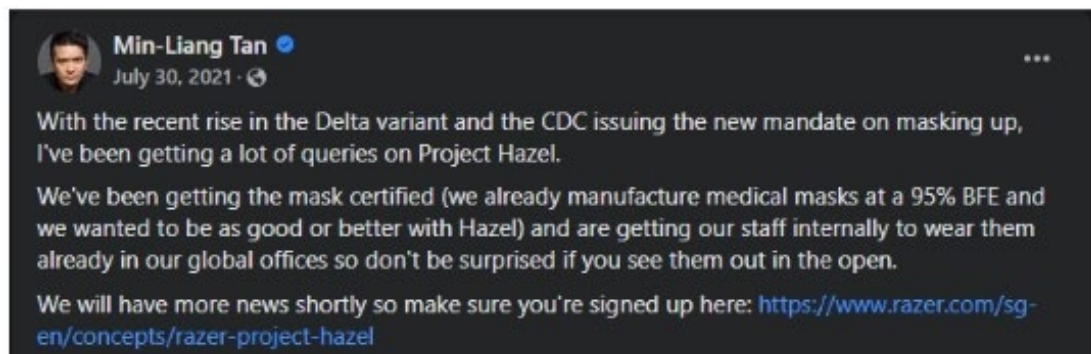 Min-Liang Tan
July 30, 2021 ·
With the recent rise in the Delta variant and the CDC issuing the new mandate on masking up,
I've been getting a lot of queries on Project Hazel.
We've been getting the mask certified (we already manufacture medical masks at a 95% BFE and
we wanted to be as good or better with Hazel) and are getting our staff internally to wear them
already in our global offices so don't be surprised if you see them out in the open.
We will have more news shortly so make sure you're signed up here: https://www.razer.com/sg-
en/concepts/razer-project-hazel